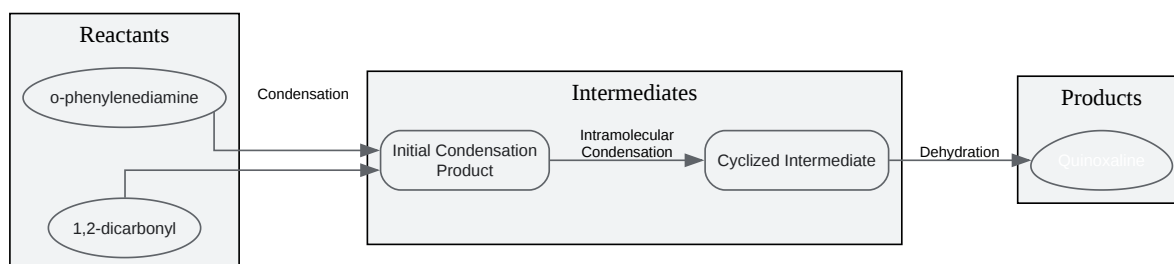 Reactants
o-phenylenediamine
1,2-dicarbonyl
Condensation
Intermediates
Initial Condensation
Product
Intramolecular
Condensation
Cyclized Intermediate
Dehydration
Products
Quinoxaline